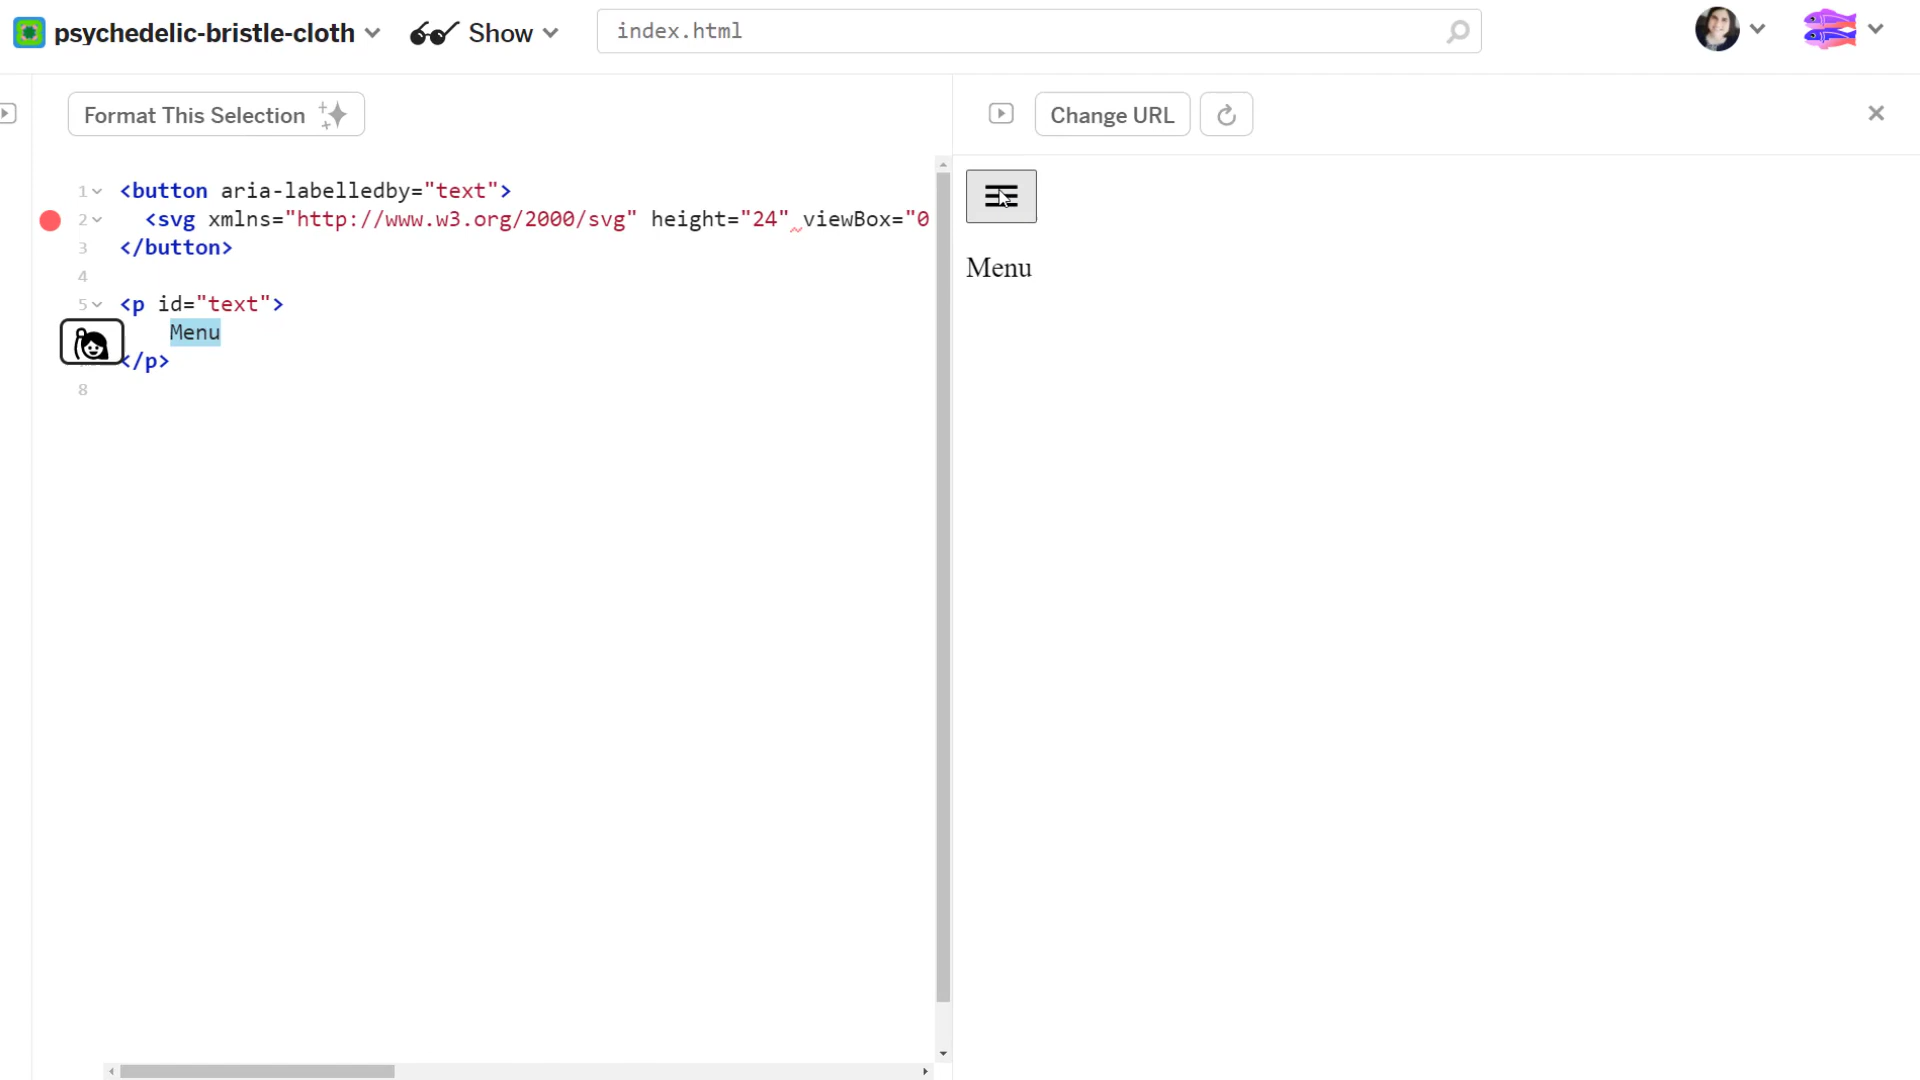 psychedelic-bristle-cloth
Show
index.html
Format This Selection
Change URL
1 <button aria-labelledby="text">
2 <svg xmlns="http://www.w3.org/2000/svg" height="24" viewBox="0
3 </button>
4
5 <p id="text">
Menu
</p>
8
Menu